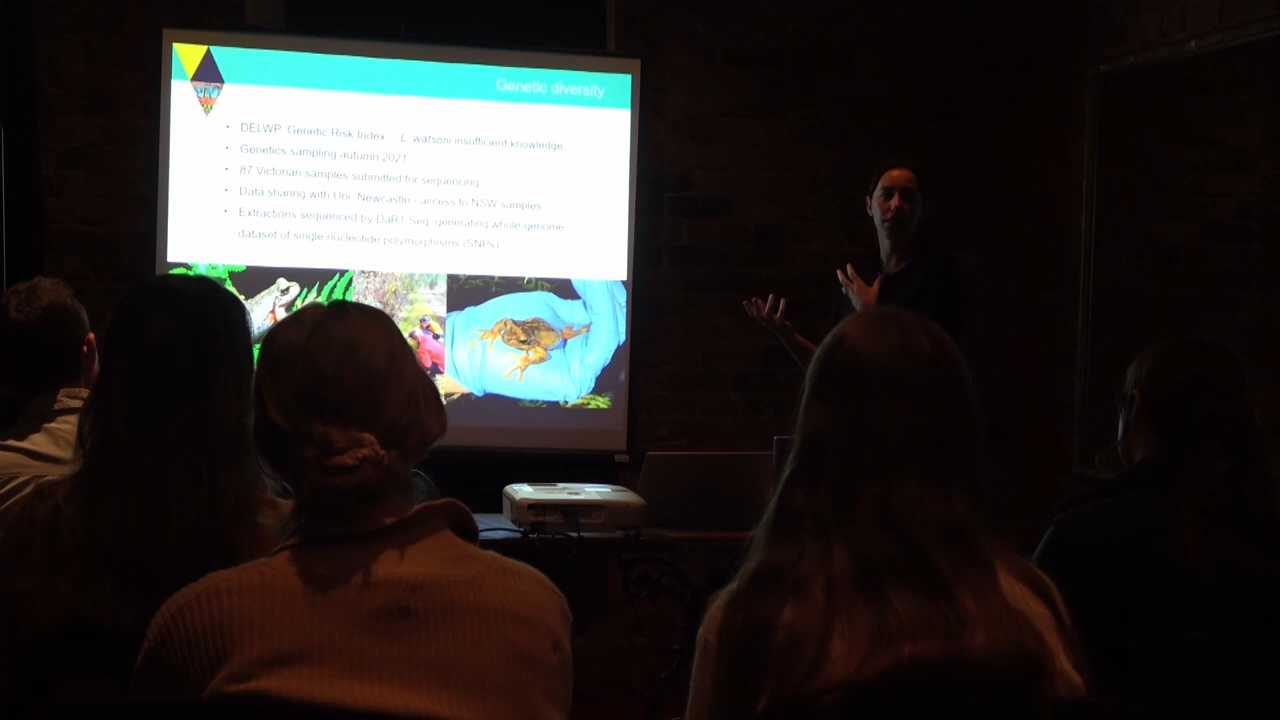 Genetic diversity
• DELWP Genetic Risk Index - L. watsoni insufficient knowledge
• Genetics sampling autumn 2021
• 87 Victorian samples submitted for sequencing
• Data sharing with Uni. Newcastle - access to NSW samples
• Extractions sequenced by DaRT Seq, generating whole-genome
dataset of single nucleotide polymorphisms (SNPs)